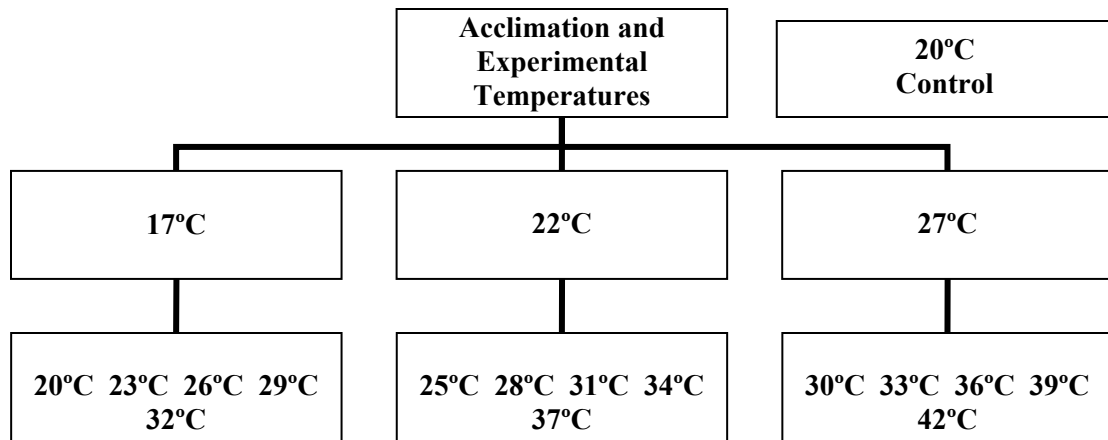 Acclimation and
Experimental
Temperatures
20ºC
Control
17ºC
22ºC
27ºC
20ºC 23ºC 26ºC 29ºC
32ºC
25ºC 28ºC 31ºC 34ºC
37ºC
30ºC 33ºC 36ºC 39ºC
42ºC